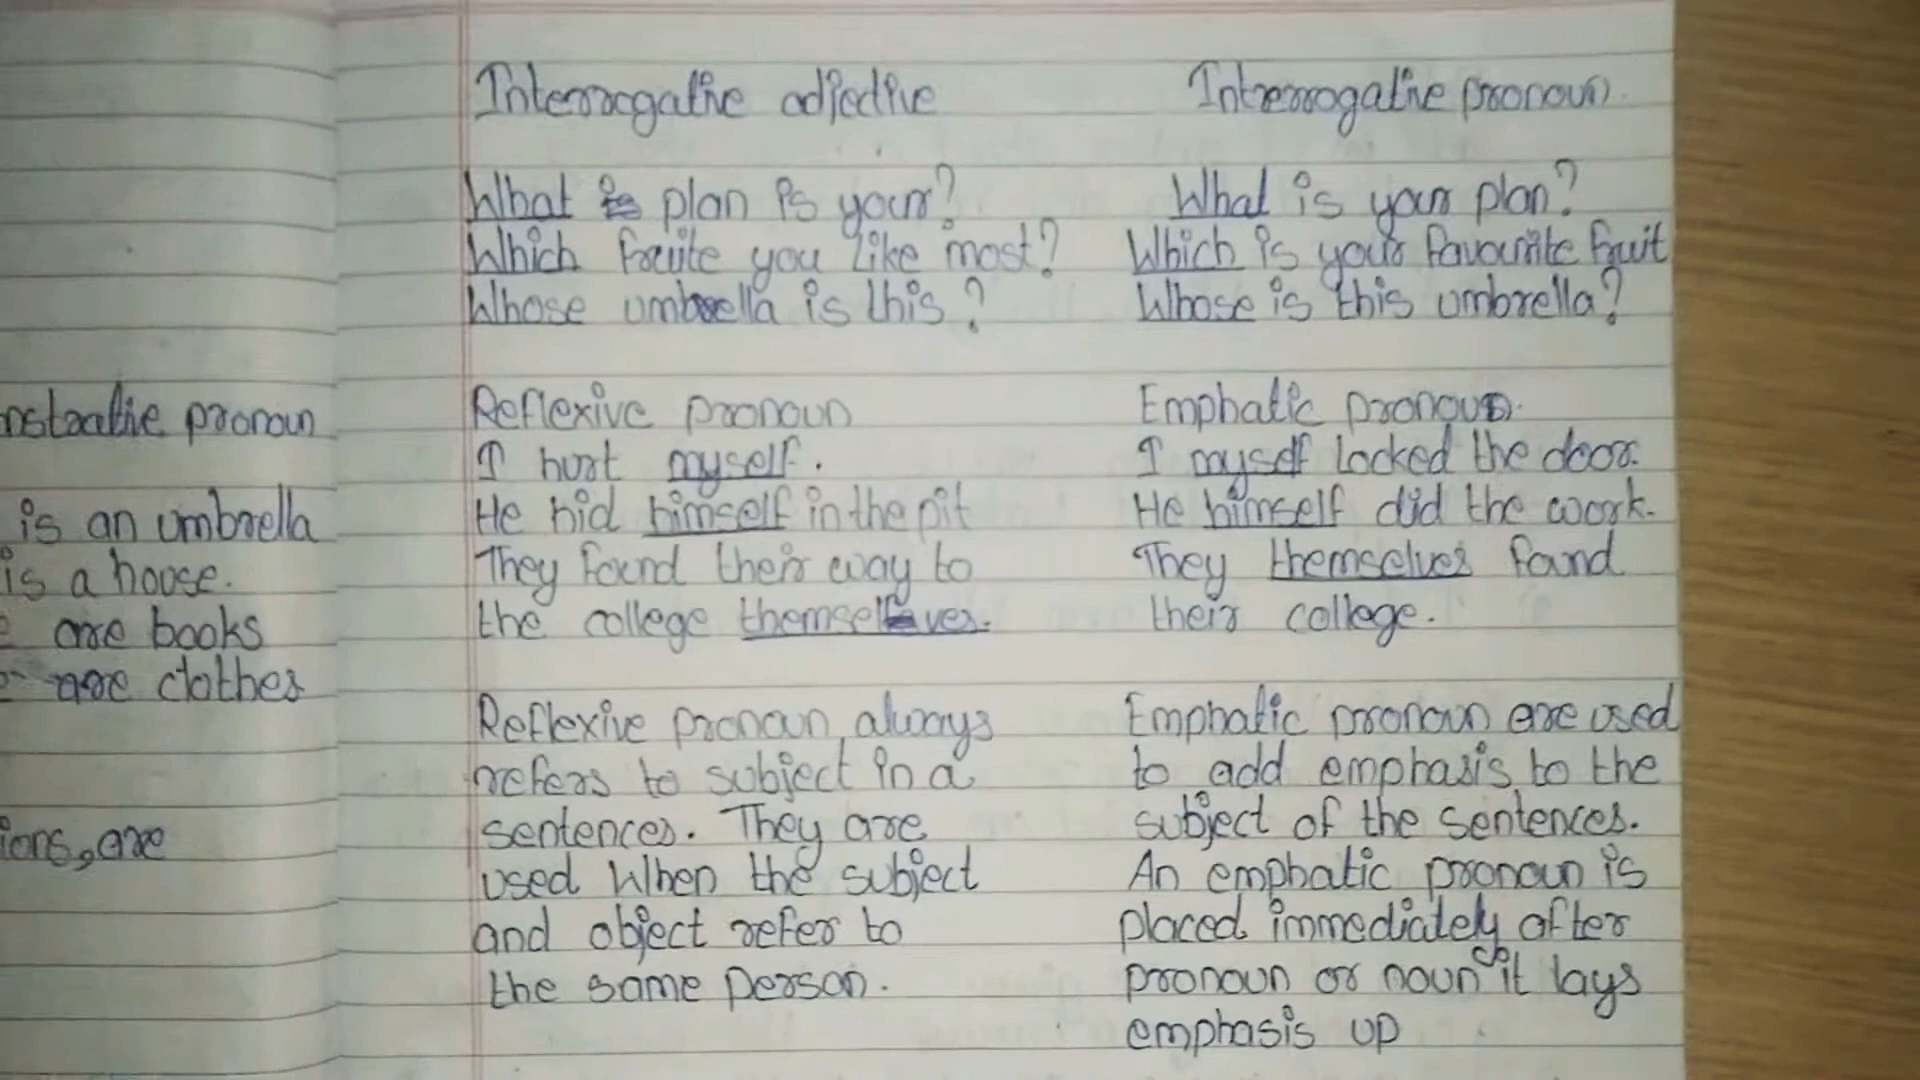 Interrogative adjective
What plan is your?
Which fruite you like most?
Whose umbrella is this?
Interrogative pronoun
What is your plan?
Which is your favourite fruit
Whose is this umbrella?
pronoun
is an umbrella
is a house.
are books
are clothes
Reflexive pronoun
I hurt myself.
He hid himself in the pit
They found their way to
the college themselves.
Emphatic pronoun.
I myself locked the door.
He himself did the work.
They themselves found
their college.
are
Reflexive pronoun always
refers to subject in a
sentences. They are
used when the subject
and object refer to
the same person.
Emphatic pronoun are used
to add emphasis to the
subject of the sentences.
An emphatic pronoun is
placed immediately after
pronoun or noun it lays
emphasis up